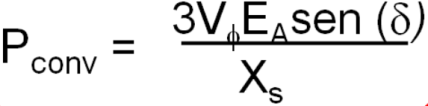 P_conv = 3V_ϕE_A sen (δ) / X_s